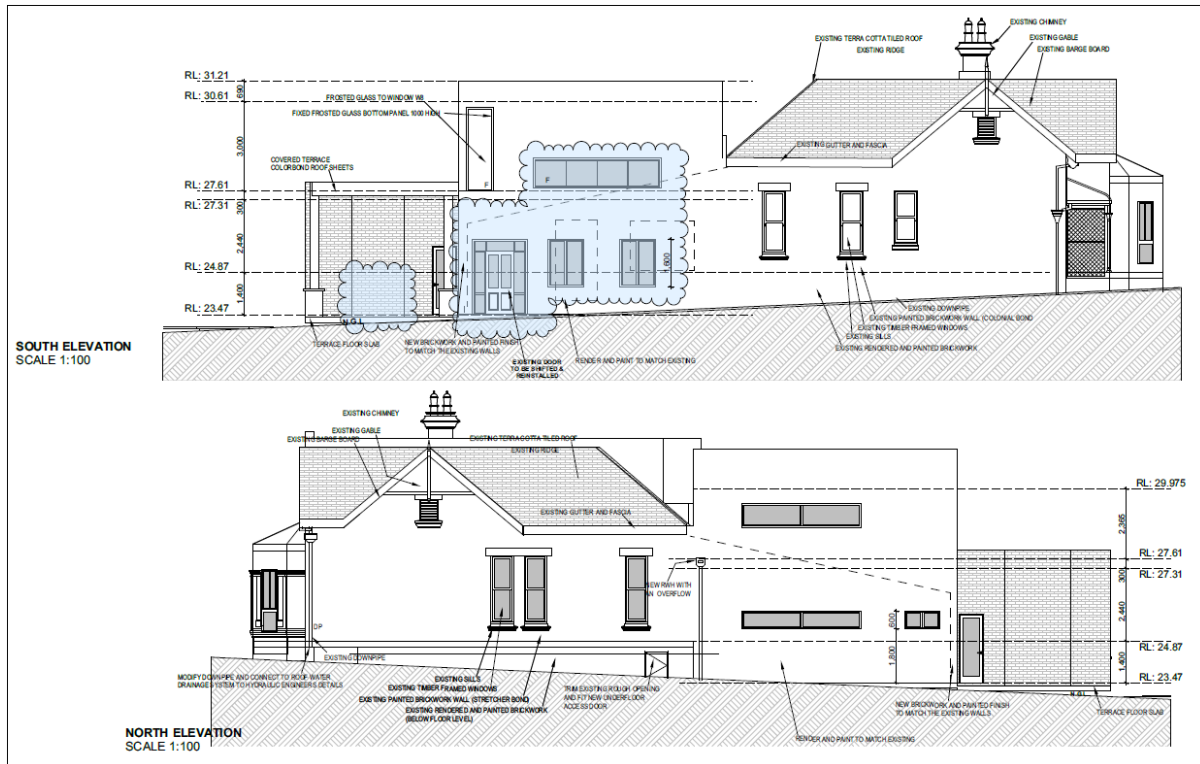 EXISTING CHIMNEY
EXISTING TERRA COTTA TILED ROOF
EXISTING GABLE
EXISTING RIDGE
EXISTING BARGE BOARD
RL: 31.21
690
RL: 30.61
FROSTED GLASS TO WINDOW W8
FIXED FROSTED GLASS BOTTOM PANEL 1000 HIGH
3,000
EXISTING GUTTER AND FASCIA
COVERED TERRACE
COLORBOND ROOF SHEETS
F
F
RL: 27.61
300
RL: 27.31
2,440
1,600
RL: 24.87
1,400
RL: 23.47
N.G.L
EXISTING DOWNPIPE
EXISTING PAINTED BRICKWORK WALL (COLONIAL BOND
EXISTING TIMBER FRAMED WINDOWS
EXISTING SILLS
EXISTING RENDERED AND PAINTED BRICKWORK
TERRACE FLOOR SLAB
NEW BRICKWORK AND PAINTED FINISH
TO MATCH THE EXISTING WALLS
EXISTING DOOR
TO BE SHIFTED &
REINSTALLED
RENDER AND PAINT TO MATCH EXISTING
SOUTH ELEVATION
SCALE 1:100
EXISTING CHIMNEY
EXISTING GABLE
EXISTING BARGE BOARD
EXISTING TERRA COTTA TILED ROOF
EXISTING RIDGE
RL: 29.975
EXISTING GUTTER AND FASCIA
2,365
RL: 27.61
300
RL: 27.31
NEW RWH WITH
AN OVERFLOW
2,440
600
1,800
DP
RL: 24.87
1,400
RL: 23.47
EXISTING DOWNPIPE
MODIFY DOWNPIPE AND CONNECT TO ROOF WATER
DRAINAGE SYSTEM TO HYDRAULIC ENGINEERS DETAILS
EXISTING SILLS
EXISTING TIMBER FRAMED WINDOWS
EXISTING PAINTED BRICKWORK WALL (STRETCHER BOND)
EXISTING RENDERED AND PAINTED BRICKWORK
(BELOW FLOOR LEVEL)
TRIM EXISTING ROUGH OPENING
AND FIT NEW UNDERFLOOR
ACCESS DOOR
N.G.L
NEW BRICKWORK AND PAINTED FINISH
TO MATCH THE EXISTING WALLS
TERRACE FLOOR SLAB
RENDER AND PAINT TO MATCH EXISTING
NORTH ELEVATION
SCALE 1:100